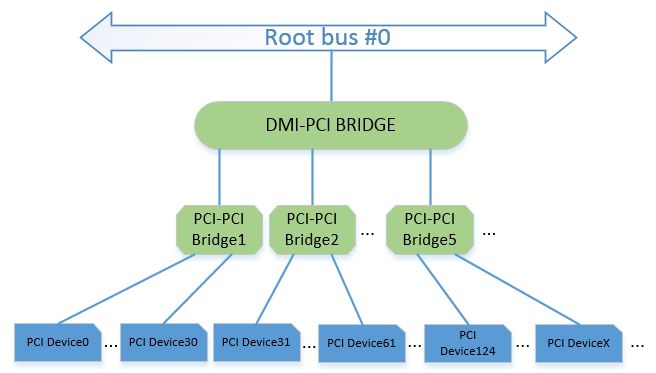 Root bus #0
DMI-PCI BRIDGE
PCI-PCI
Bridge1
PCI-PCI
Bridge2
...
PCI-PCI
Bridge5
...
PCI Device0
...
PCI Device30
PCI Device31
...
PCI Device61
...
PCI
Device124
...
PCI DeviceX
...